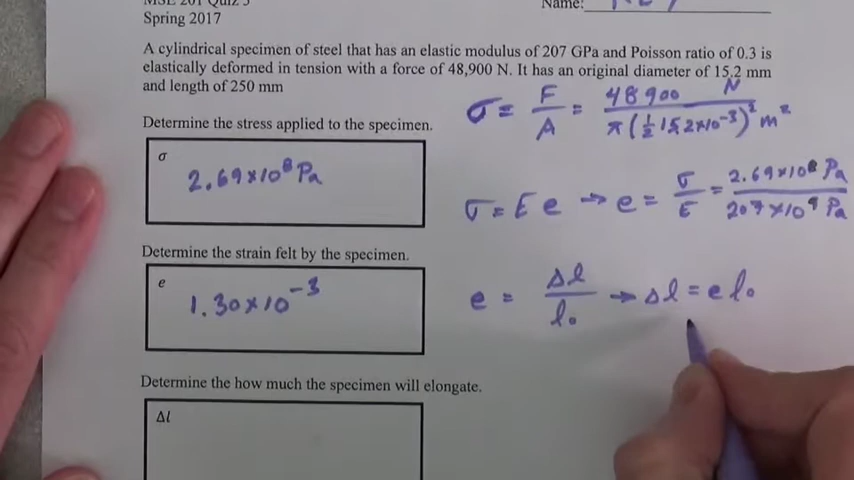 MSE 201 Quiz 3
Name:
Spring 2017
A cylindrical specimen of steel that has an elastic modulus of 207 GPa and Poisson ratio of 0.3 is
elastically deformed in tension with a force of 48,900 N. It has an original diameter of 15.2 mm
and length of 250 mm
σ = F/A = 48900 N / π(½ 15.2×10⁻³)² m²
Determine the stress applied to the specimen.
σ
2.69×10⁸ Pa
σ = E e → e = σ/E = 2.69×10⁸ Pa / 207×10⁹ Pa
Determine the strain felt by the specimen.
e
1.30×10⁻³
e = Δl/l₀ → Δl = e l₀
Determine the how much the specimen will elongate.
Δl